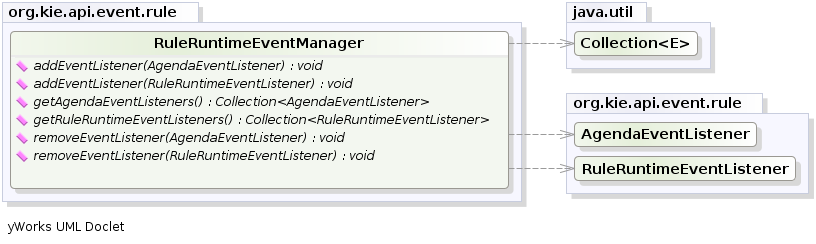 org.kie.api.event.rule
RuleRuntimeEventManager
addEventListener(AgendaEventListener) : void
addEventListener(RuleRuntimeEventListener) : void
getAgendaEventListeners() : Collection<AgendaEventListener>
getRuleRuntimeEventListeners() : Collection<RuleRuntimeEventListener>
removeEventListener(AgendaEventListener) : void
removeEventListener(RuleRuntimeEventListener) : void
java.util
Collection<E>
org.kie.api.event.rule
AgendaEventListener
RuleRuntimeEventListener
yWorks UML Doclet